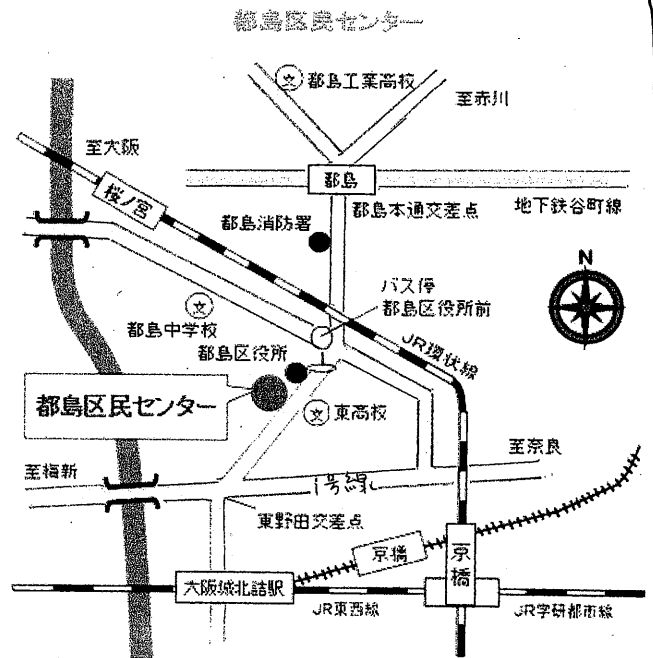 都島区民センター
文
都島工業高校
至赤川
至大阪
都島
桜ノ宮
都島消防署
都島本通交差点
地下鉄谷町線
N
バス停
都島区役所前
文
都島中学校
JR環状線
都島区役所
都島区民センター
文
東高校
至奈良
至梅新
1号線
東野田交差点
京橋
京橋
大阪城北詰駅
JR東西線
JR学研都市線